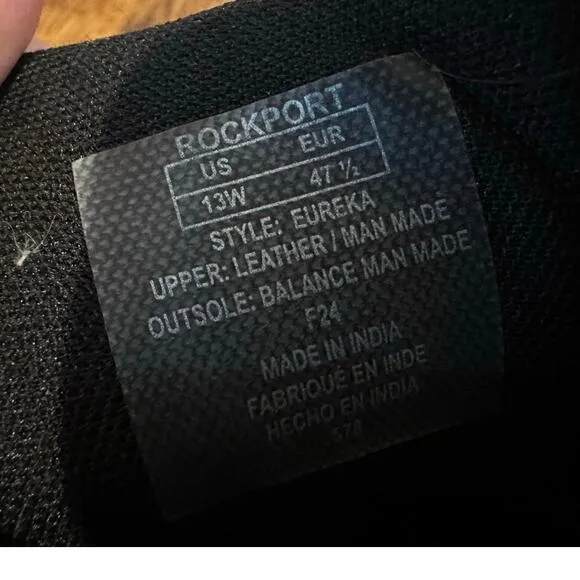 ROCKPORT
US EUR
13W 47 ½
STYLE: EUREKA
UPPER: LEATHER / MAN MADE
OUTSOLE: BALANCE MAN MADE
F24
MADE IN INDIA
FABRIQUÉ EN INDE
HECHO EN INDIA